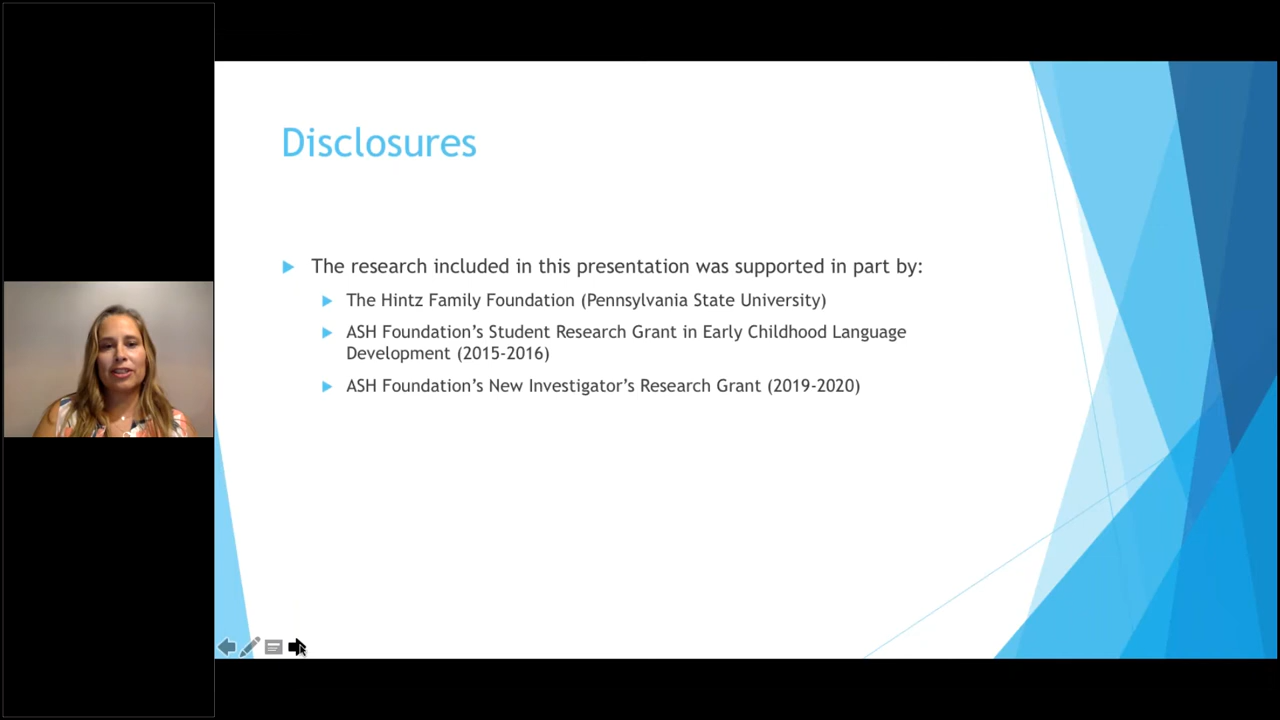 Disclosures
The research included in this presentation was supported in part by:
The Hintz Family Foundation (Pennsylvania State University)
ASH Foundation’s Student Research Grant in Early Childhood Language
Development (2015-2016)
ASH Foundation’s New Investigator’s Research Grant (2019-2020)